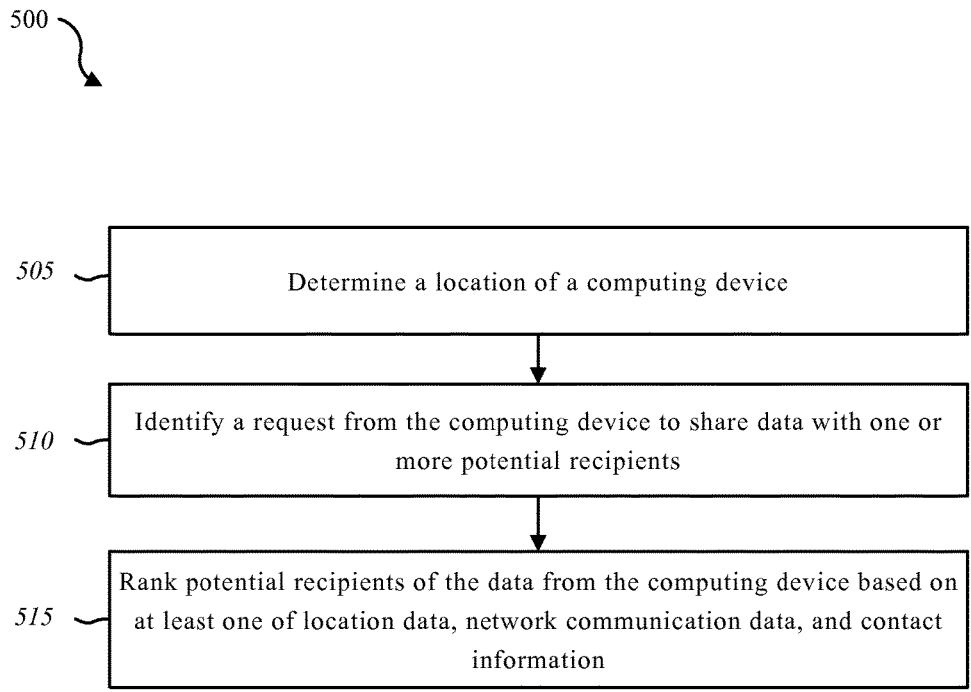 500
505
Determine a location of a computing device
510
Identify a request from the computing device to share data with one or
more potential recipients
515
Rank potential recipients of the data from the computing device based on
at least one of location data, network communication data, and contact
information